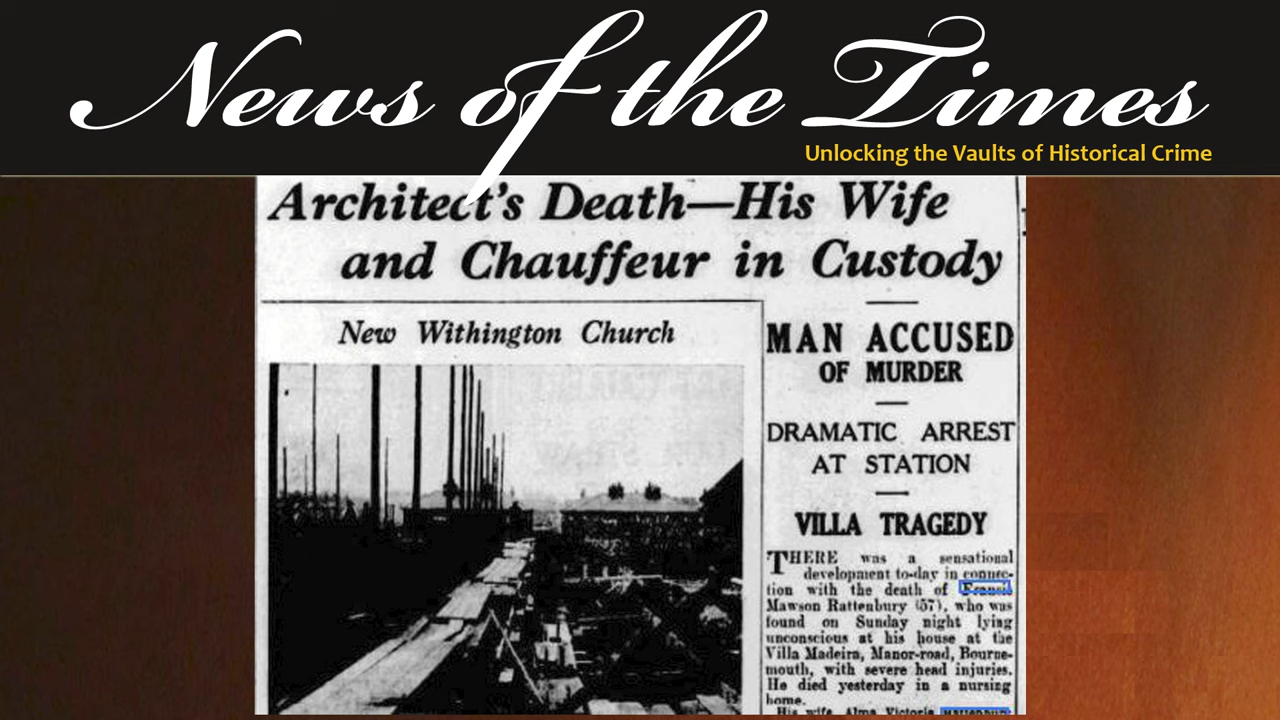 News of the Times
Unlocking the Vaults of Historical Crime
Architect's Death—His Wife
and Chauffeur in Custody
New Withington Church
MAN ACCUSED
OF MURDER
DRAMATIC ARREST
AT STATION
VILLA TRAGEDY
THERE was a sensational
development to-day in connec-
tion with the death of Francis
Mawson Rattenbury (57), who was
found on Sunday night lying
unconscious at his house at the
Villa Madeira, Manor-road, Bourne-
mouth, with severe head injuries.
He died yesterday in a nursing
home.
His wife, Alma Victoria